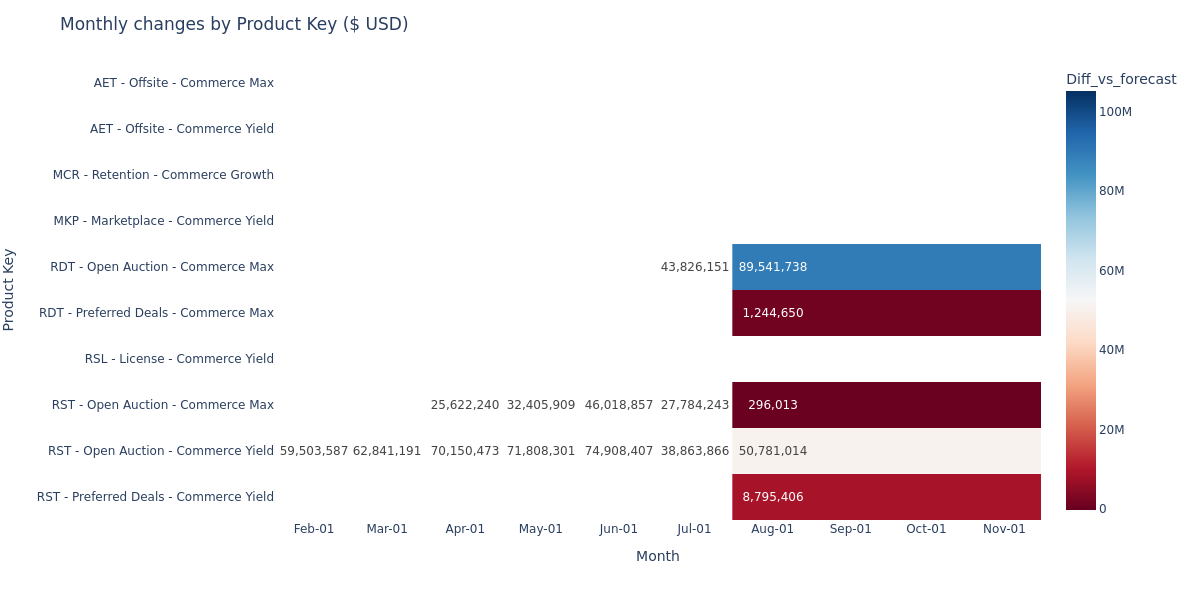 Monthly changes by Product Key ($ USD)
Diff_vs_forecast
AET - Offsite - Commerce Max
100M
AET - Offsite - Commerce Yield
MCR - Retention - Commerce Growth
80M
MKP - Marketplace - Commerce Yield
Product Key
RDT - Open Auction - Commerce Max 43,826,151 89,541,738
60M
RDT - Preferred Deals - Commerce Max 1,244,650
40M
RSL - License - Commerce Yield
RST - Open Auction - Commerce Max 25,622,240 32,405,909 46,018,857 27,784,243 296,013
20M
RST - Open Auction - Commerce Yield 59,503,587 62,841,191 70,150,473 71,808,301 74,908,407 38,863,866 50,781,014
RST - Preferred Deals - Commerce Yield 8,795,406
0
Feb-01 Mar-01 Apr-01 May-01 Jun-01 Jul-01 Aug-01 Sep-01 Oct-01 Nov-01
Month